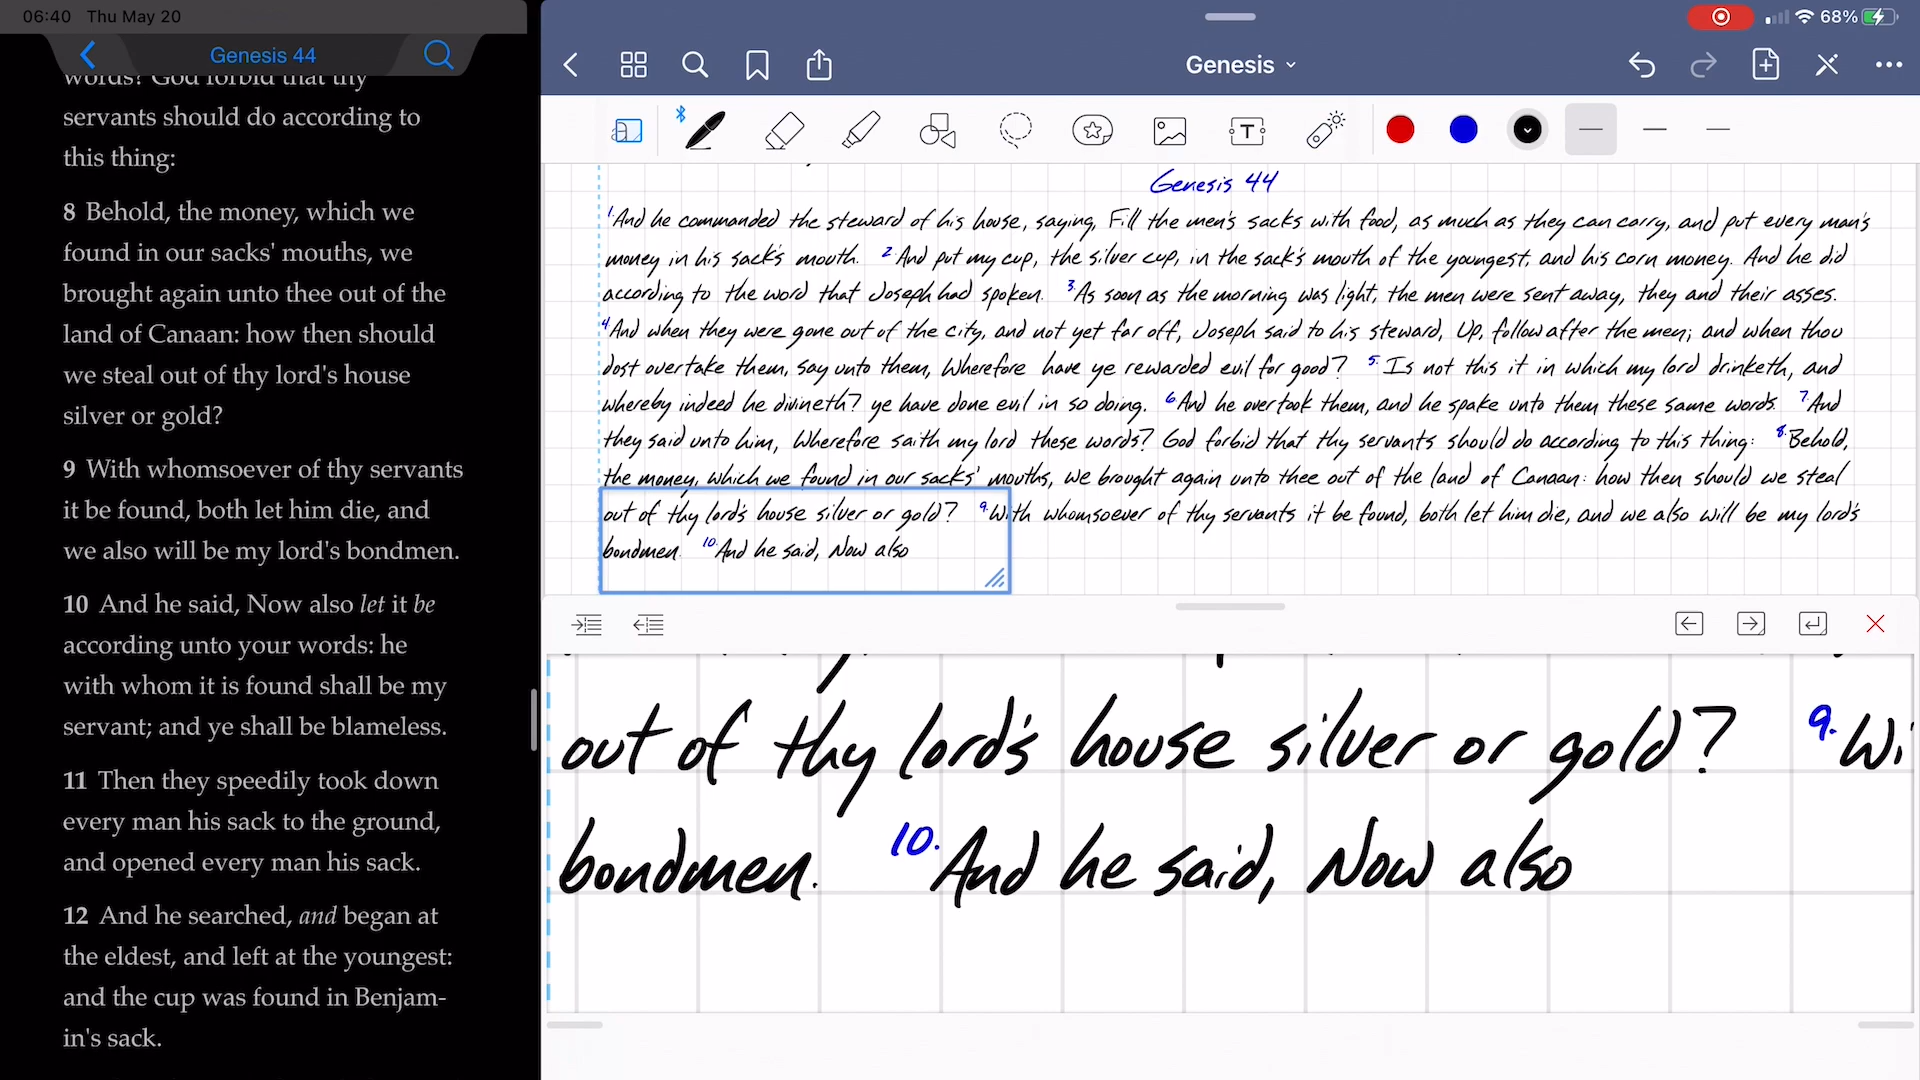 06:40 Thu May 20
Genesis 44
words? God forbid that thy
servants should do according to
this thing:
8 Behold, the money, which we
found in our sacks' mouths, we
brought again unto thee out of the
land of Canaan: how then should
we steal out of thy lord's house
silver or gold?
9 With whomsoever of thy servants
it be found, both let him die, and
we also will be my lord's bondmen.
10 And he said, Now also let it be
according unto your words: he
with whom it is found shall be my
servant; and ye shall be blameless.
11 Then they speedily took down
every man his sack to the ground,
and opened every man his sack.
12 And he searched, and began at
the eldest, and left at the youngest:
and the cup was found in Benjam-
in's sack.
68%
Genesis
Genesis 44
1. And he commanded the steward of his house, saying, Fill the men's sacks with food, as much as they can carry, and put every man's
money in his sack's mouth. 2 And put my cup, the silver cup, in the sack's mouth of the youngest, and his corn money. And he did
according to the word that Joseph had spoken. 3. As soon as the morning was light, the men were sent away, they and their asses.
4 And when they were gone out of the city, and not yet far off, Joseph said to his steward, Up, follow after the men; and when thou
dost overtake them, say unto them, Wherefore have ye rewarded evil for good? 5. Is not this it in which my lord drinketh, and
whereby indeed he divineth? ye have done evil in so doing. 6 And he overtook them, and he spake unto them these same words. 7. And
they said unto him, Wherefore saith my lord these words? God forbid that thy servants should do according to this thing: 8. Behold,
the money, which we found in our sacks' mouths, we brought again unto thee out of the land of Canaan: how then should we steal
out of thy lord's house silver or gold? 9. With whomsoever of thy servants it be found, both let him die, and we also will be my lord's
bondmen. 10. And he said, Now also
out of thy lord's house silver or gold? 9. Wi
bondmen. 10. And he said, Now also